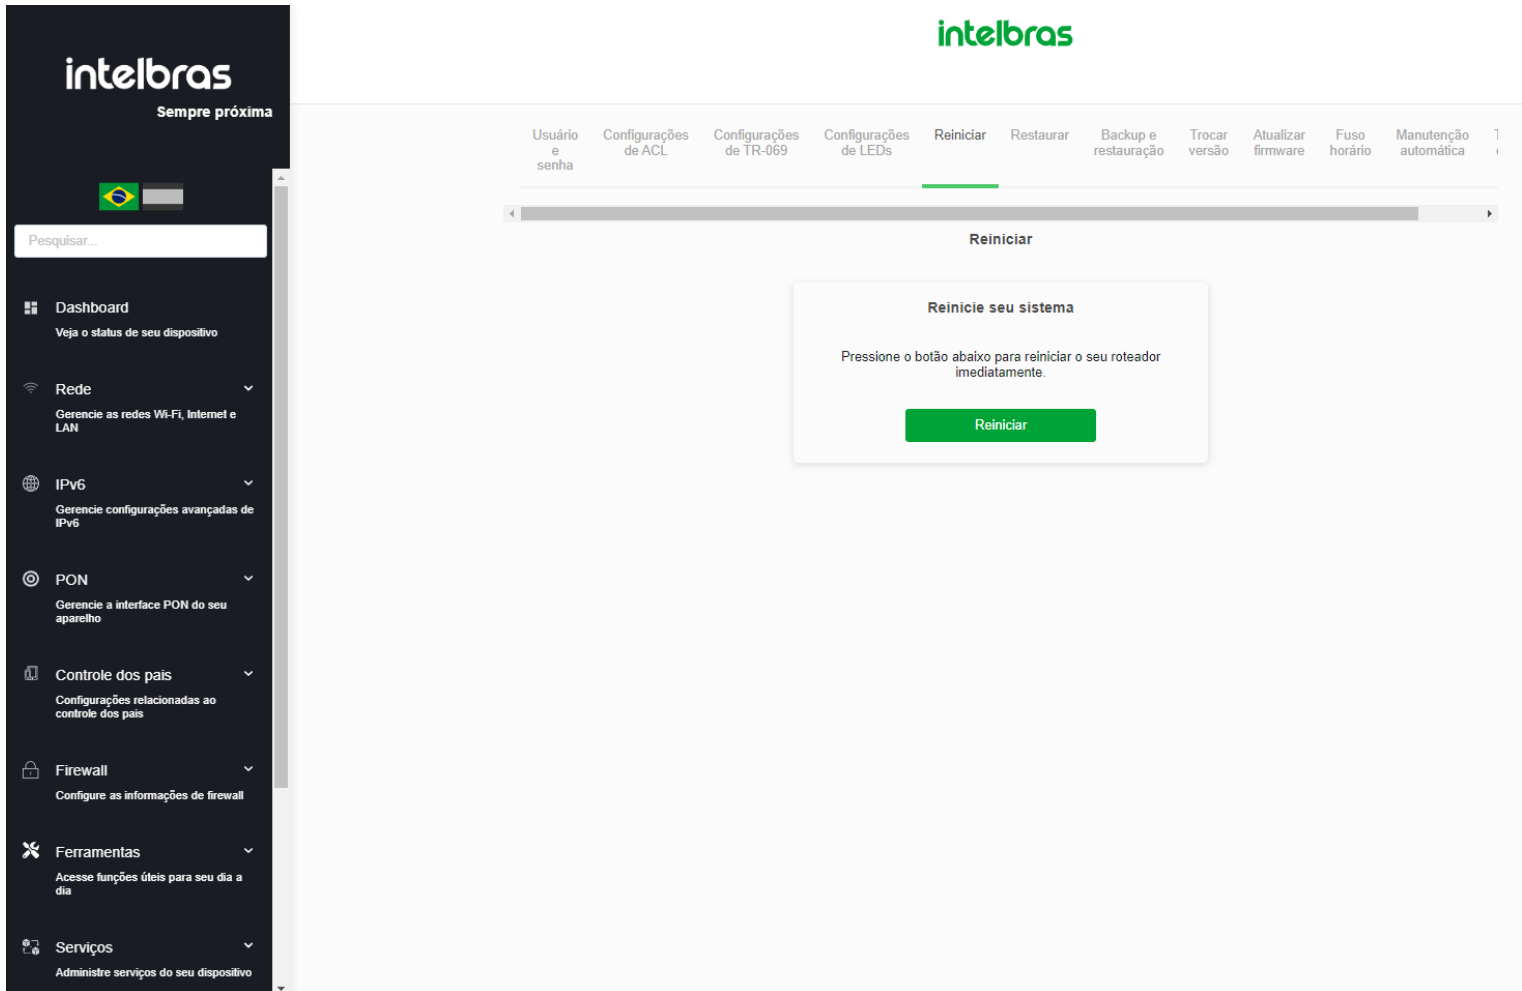 intelbras
Sempre próxima
Pesquisar...
Dashboard
Veja o status de seu dispositivo
Rede
Gerencie as redes Wi-Fi, Internet e
LAN
IPv6
Gerencie configurações avançadas de
IPv6
PON
Gerencie a interface PON do seu
aparelho
Controle dos pais
Configurações relacionadas ao
controle dos pais
Firewall
Configure as informações de firewall
Ferramentas
Acesse funções úteis para seu dia a
dia
Serviços
Administre serviços do seu dispositivo
intelbras
Usuário
e
senha
Configurações
de ACL
Configurações
de TR-069
Configurações
de LEDs
Reiniciar
Restaurar
Backup e
restauração
Trocar
versão
Atualizar
firmware
Fuso
horário
Manutenção
automática
Reiniciar
Reinicie seu sistema
Pressione o botão abaixo para reiniciar o seu roteador
imediatamente.
Reiniciar